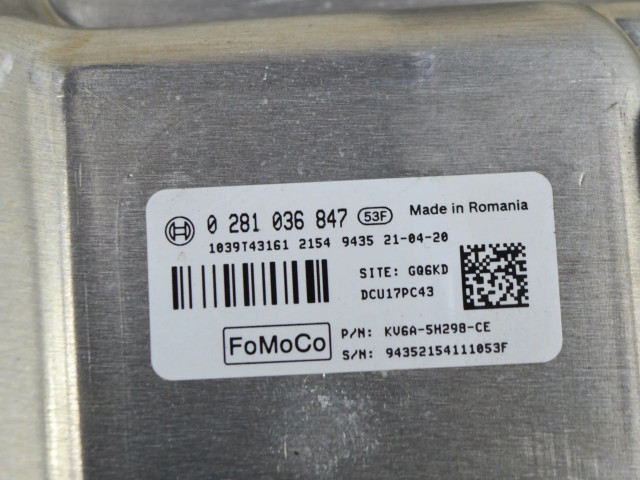 0 281 036 847 53F Made in Romania
1039T43161 2154 9435 21-04-20
SITE: GQ6KD
DCU17PC43
FoMoCo
P/N: KV6A-5H298-CE
S/N: 94352154111053F